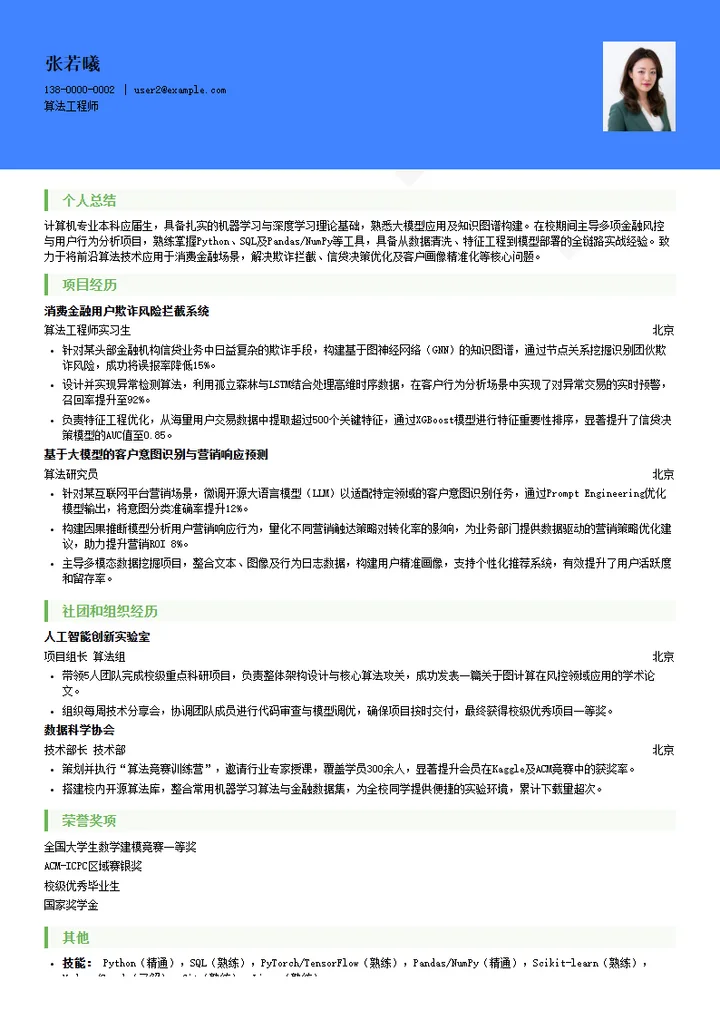 张若曦
138-0000-0002 | user2@example.com
算法工程师
个人总结
计算机专业本科应届生，具备扎实的机器学习与深度学习理论基础，熟悉大模型应用及知识图谱构建。在校期间主导多项金融风控
与用户行为分析项目，熟练掌握Python、SQL及Pandas/NumPy等工具，具备从数据清洗、特征工程到模型部署的全链路实战经验。致
力于将前沿算法技术应用于消费金融场景，解决欺诈拦截、信贷决策优化及客户画像精准化等核心问题。
项目经历
消费金融用户欺诈风险拦截系统
算法工程师实习生 北京
• 针对某头部金融机构信贷业务中日益复杂的欺诈手段，构建基于图神经网络（GNN）的知识图谱，通过节点关系挖掘识别团伙欺
诈风险，成功将误报率降低15%。
• 设计并实现异常检测算法，利用孤立森林与LSTM结合处理高维时序数据，在客户行为分析场景中实现了对异常交易的实时预警，
召回率提升至92%。
• 负责特征工程优化，从海量用户交易数据中提取超过500个关键特征，通过XGBoost模型进行特征重要性排序，显著提升了信贷决
策模型的AUC值至0.85。
基于大模型的客户意图识别与营销响应预测
算法研究员 北京
• 针对某互联网平台营销场景，微调开源大语言模型（LLM）以适配特定领域的客户意图识别任务，通过Prompt Engineering优化
模型输出，将意图分类准确率提升12%。
• 构建因果推断模型分析用户营销响应行为，量化不同营销触达策略对转化率的影响，为业务部门提供数据驱动的营销策略优化建
议，助力提升营销ROI 8%。
• 主导多模态数据挖掘项目，整合文本、图像及行为日志数据，构建用户精准画像，支持个性化推荐系统，有效提升了用户活跃度
和留存率。
社团和组织经历
人工智能创新实验室
项目组长 算法组 北京
• 带领5人团队完成校级重点科研项目，负责整体架构设计与核心算法攻关，成功发表一篇关于图计算在风控领域应用的学术论
文。
• 组织每周技术分享会，协调团队成员进行代码审查与模型调优，确保项目按时交付，最终获得校级优秀项目一等奖。
数据科学协会
技术部长 技术部 北京
• 策划并执行“算法竞赛训练营”，邀请行业专家授课，覆盖学员300余人，显著提升会员在Kaggle及ACM竞赛中的获奖率。
• 搭建校内开源算法库，整合常用机器学习算法与金融数据集，为全校同学提供便捷的实验环境，累计下载量超次。
荣誉奖项
全国大学生数学建模竞赛一等奖
ACM-ICPC区域赛银奖
校级优秀毕业生
国家奖学金
其他
• 技能： Python（精通），SQL（熟练），PyTorch/TensorFlow（熟练），Pandas/NumPy（精通），Scikit-learn（熟练），